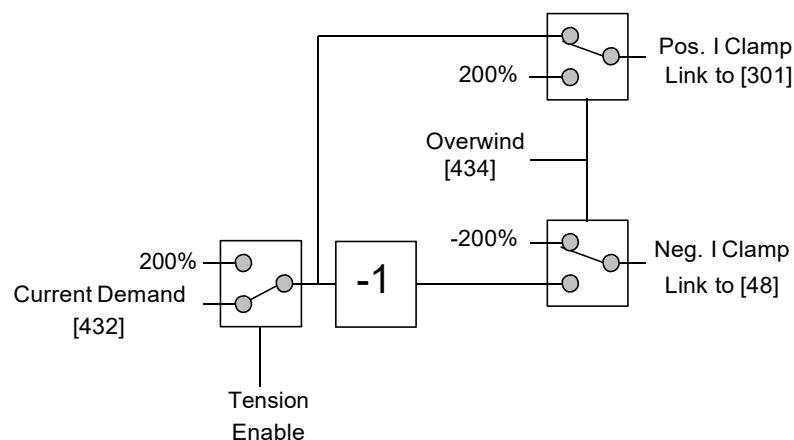 Pos. I Clamp
Link to [301]
200%
Overwind
[434]
-200%
Neg. I Clamp
Link to [48]
200%
Current Demand
[432]
-1
Tension
Enable